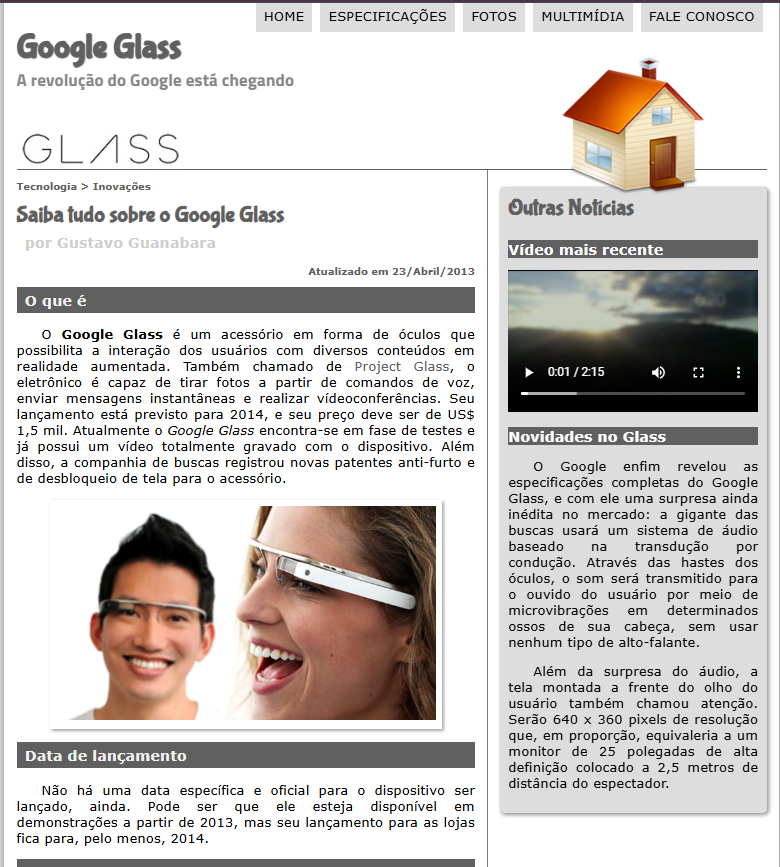 HOME ESPECIFICAÇÕES FOTOS MULTIMÍDIA FALE CONOSCO
Google Glass
A revolução do Google está chegando
GLASS
Tecnologia > Inovações
Saiba tudo sobre o Google Glass
por Gustavo Guanabara
Atualizado em 23/Abril/2013
O que é
O Google Glass é um acessório em forma de óculos que
possibilita a interação dos usuários com diversos conteúdos em
realidade aumentada. Também chamado de Project Glass, o
eletrônico é capaz de tirar fotos a partir de comandos de voz,
enviar mensagens instantâneas e realizar vídeoconferências. Seu
lançamento está previsto para 2014, e seu preço deve ser de US$
1,5 mil. Atualmente o Google Glass encontra-se em fase de testes e
já possui um vídeo totalmente gravado com o dispositivo. Além
disso, a companhia de buscas registrou novas patentes anti-furto e
de desbloqueio de tela para o acessório.
Data de lançamento
Não há uma data específica e oficial para o dispositivo ser
lançado, ainda. Pode ser que ele esteja disponível em
demonstrações a partir de 2013, mas seu lançamento para as lojas
fica para, pelo menos, 2014.
Outras Notícias
Vídeo mais recente
6:20
0:01 / 2:15
Novidades no Glass
O Google enfim revelou as
especificações completas do Google
Glass, e com ele uma surpresa ainda
inédita no mercado: a gigante das
buscas usará um sistema de áudio
baseado na transdução por
condução. Através das hastes dos
óculos, o som será transmitido para
o ouvido do usuário por meio de
microvibrações em determinados
ossos de sua cabeça, sem usar
nenhum tipo de alto-falante.
Além da surpresa do áudio, a
tela montada a frente do olho do
usuário também chamou atenção.
Serão 640 x 360 pixels de resolução
que, em proporção, equivaleria a um
monitor de 25 polegadas de alta
definição colocado a 2,5 metros de
distância do espectador.